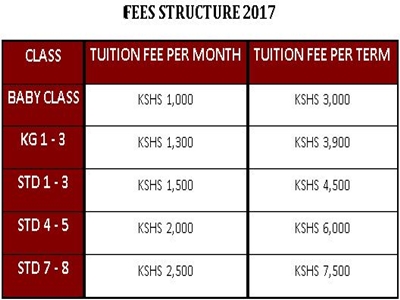 FEES STRUCTURE 2017
CLASS TUITION FEE PER MONTH TUITION FEE PER TERM
BABY CLASS KSHS 1,000 KSHS 3,000
KG 1 - 3 KSHS 1,300 KSHS 3,900
STD 1 - 3 KSHS 1,500 KSHS 4,500
STD 4 - 5 KSHS 2,000 KSHS 6,000
STD 7 - 8 KSHS 2,500 KSHS 7,500